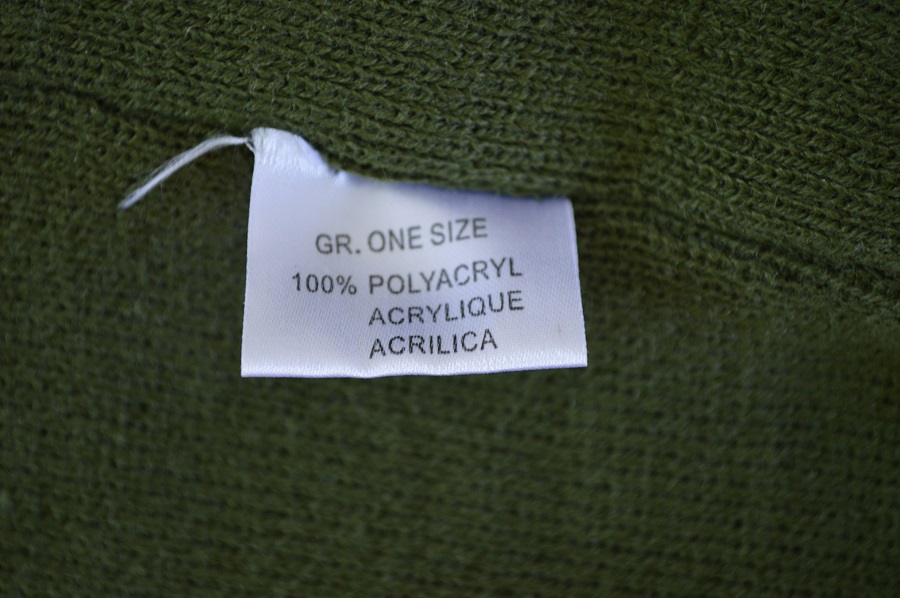 GR. ONE SIZE
100% POLYACRYL
ACRYLIQUE
ACRILICA